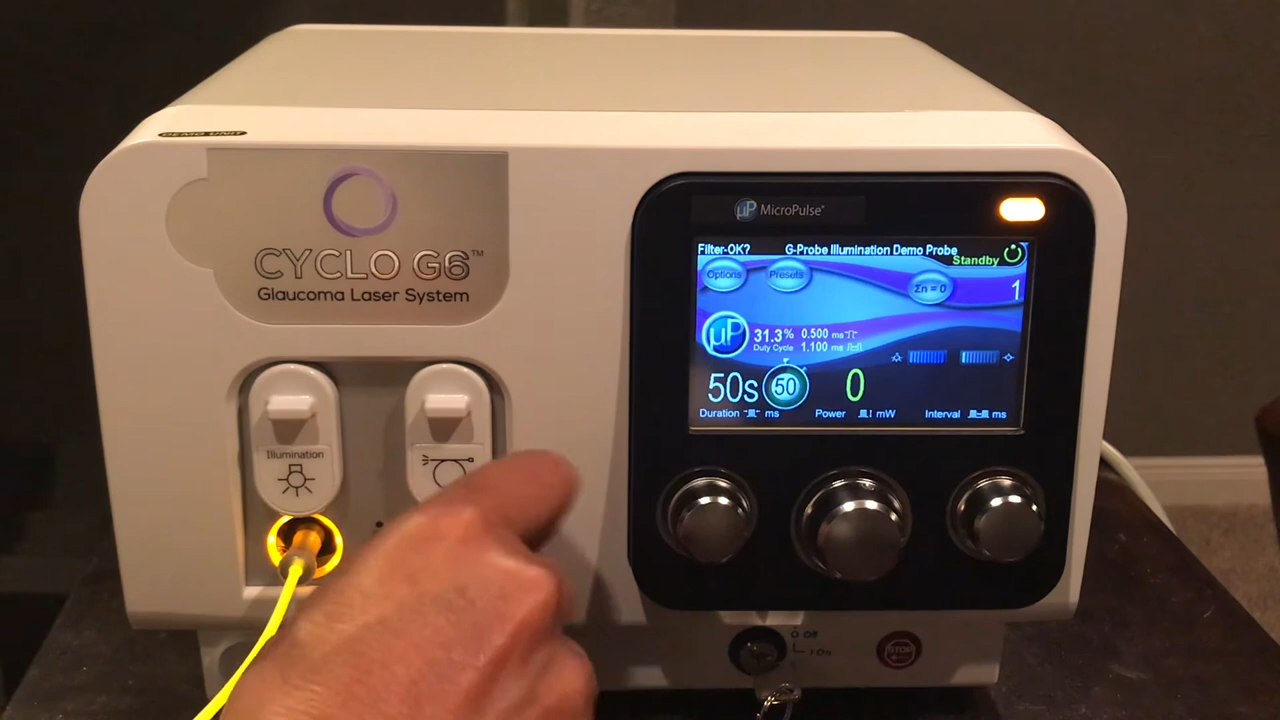 DEMO UNIT
CYCLO G6™
Glaucoma Laser System
Illumination
µP MicroPulse®
Filter-OK? G-Probe Illumination Demo Probe
Standby
Options Presets Σn = 0 1
µP 31.3% 0.500 ms
Duty Cycle 1.100 ms
50s 50 0
Duration ms Power mW Interval ms
O Off
I On
STOP